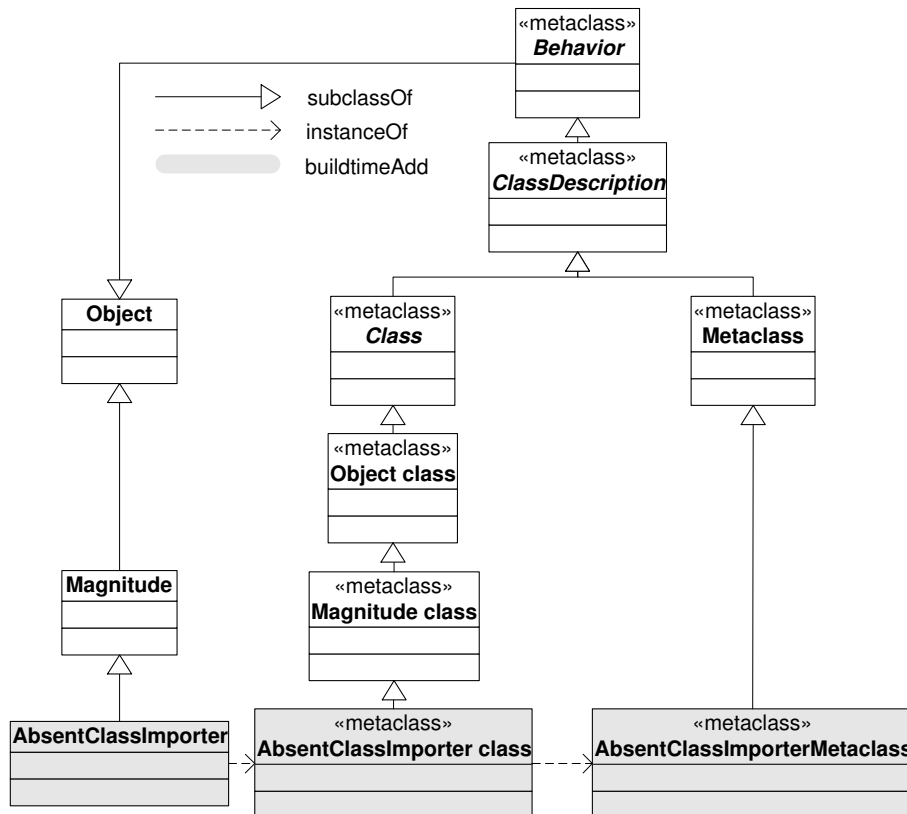 «metaclass»
Behavior
subclassOf
instanceOf
buildtimeAdd
«metaclass»
ClassDescription
Object
«metaclass»
Class
«metaclass»
Metaclass
«metaclass»
Object class
Magnitude
«metaclass»
Magnitude class
AbsentClassImporter
«metaclass»
AbsentClassImporter class
«metaclass»
AbsentClassImporterMetaclass